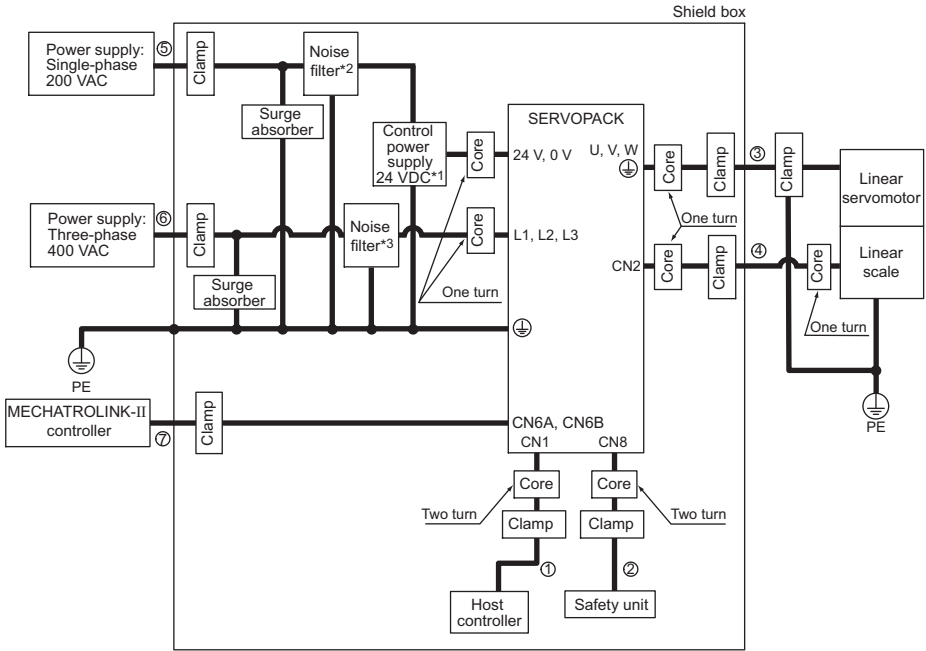 Shield box
Power supply:
Single-phase
200 VAC
⑤
Clamp
Noise
filter*2
Surge
absorber
Control
power
supply
24 VDC*1
Core
SERVOPACK
24 V, 0 V
U, V, W
Core
Clamp
③
Clamp
Linear
servomotor
Power supply:
Three-phase
400 VAC
⑥
Clamp
Noise
filter*3
Core
L1, L2, L3
One turn
CN2
Core
Clamp
④
Core
Linear
scale
Surge
absorber
One turn
One turn
PE
PE
MECHATROLINK-II
controller
⑦
Clamp
CN6A, CN6B
CN1
CN8
Core
Core
Two turn
Two turn
Clamp
Clamp
①
②
Host
controller
Safety unit